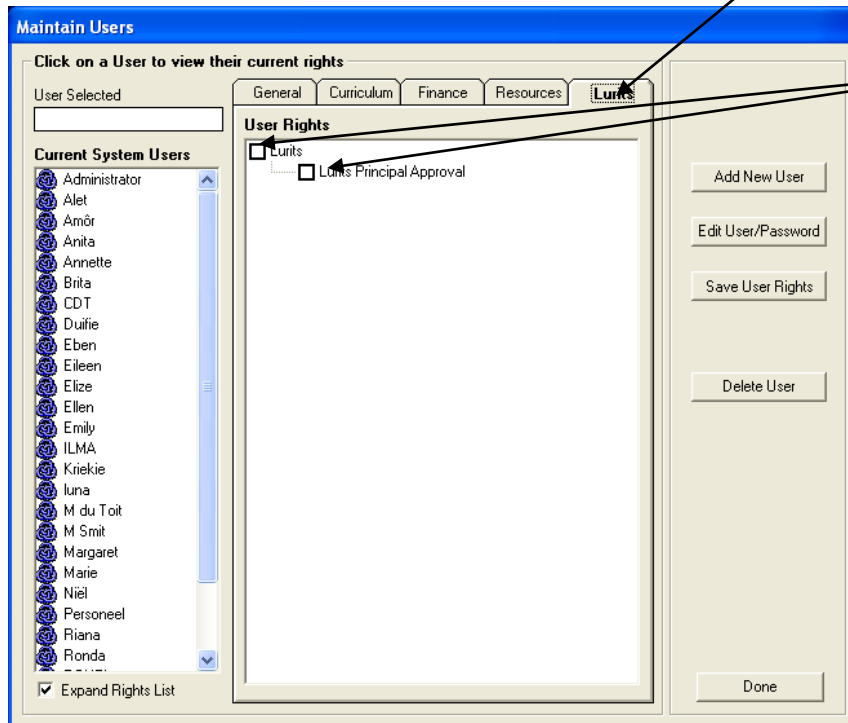 Maintain Users
Click on a User to view their current rights
User Selected
General Curriculum Finance Resources Lurits
User Rights
Lurits
Lurits Principal Approval
Current System Users
Administrator
Alet
Amôr
Anita
Annette
Brita
CDT
Duifie
Eben
Eileen
Elize
Ellen
Emily
ILMA
Kriekie
luna
M du Toit
M Smit
Margaret
Marie
Niël
Personeel
Riana
Ronda
Expand Rights List
Add New User
Edit User/Password
Save User Rights
Delete User
Done